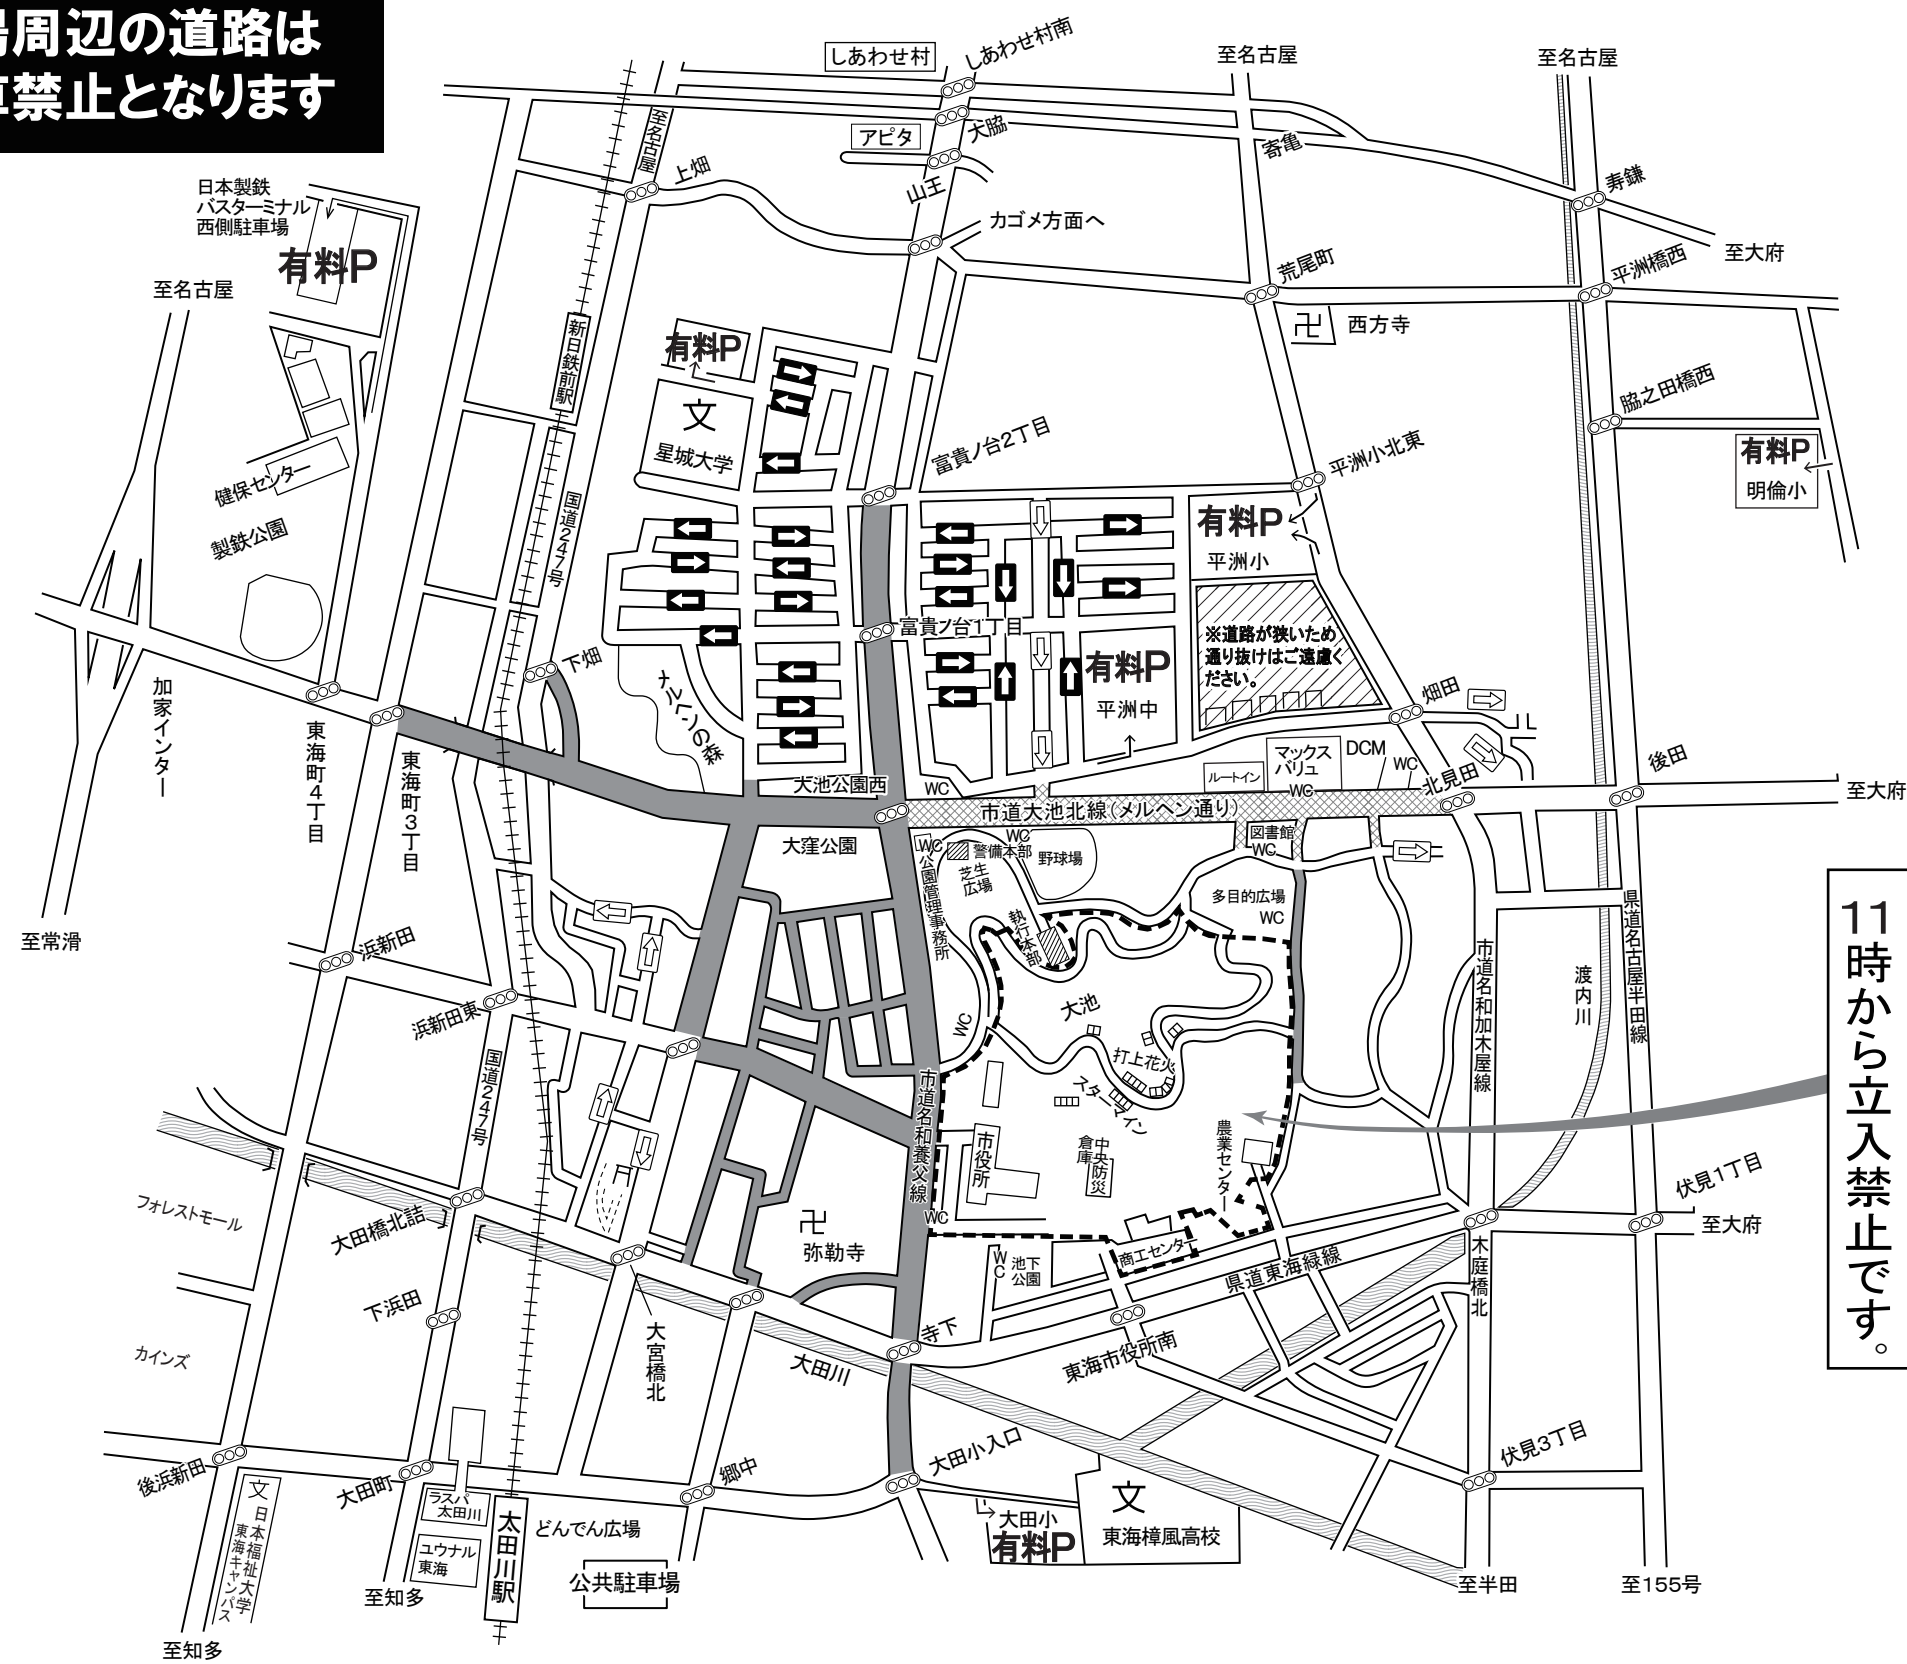 場周辺の道路は
車禁止となります
しあわせ村
しあわせ村南
至名古屋
至名古屋
至名古屋
アピタ
大脇
寄亀
上畑
山王
寿鎌
日本製鉄
バスターミナル
西側駐車場
有料P
カゴメ方面へ
至大府
荒尾町
平洲橋西
至名古屋
新日鉄前駅
有料P
西方寺
文
星城大学
脇之田橋西
富貴ノ台2丁目
平洲小北東
有料P
明倫小
健保センター
製鉄公園
国道247号
有料P
平洲小
富貴ノ台1丁目
※道路が狭いため
通り抜けはご遠慮く
ださい。
下畑
メルヘンの森
有料P
平洲中
畑田
加家インター
東海町4丁目
東海町3丁目
マックス
バリュ
DCM
WC
ルートイン
WC
北見田
後田
大池公園西
WC
市道大池北線(メルヘン通り)
至大府
大窪公園
WC
公園管理事務所
警備本部
WC
野球場
図書館
WC
芝生
広場
多目的広場
WC
執行本部
11時から立入禁止です。
至常滑
浜新田
浜新田東
県道名古屋半田線
市道名和加木屋線
渡内川
大池
WC
打上花火
スターマイン
国道247号
市道名和養父線
市役所
中央防災
倉庫
農業センター
フォレストモール
大田橋北詰
弥勒寺
WC
伏見1丁目
至大府
WC
池下
公園
商工センター
県道東海緑線
木庭橋北
下浜田
カインズ
大宮橋北
寺下
大田川
東海市役所南
後浜新田
大田町
郷中
大田小入口
伏見3丁目
文
日本福祉大学
東海キャンパス
ラスパ
太田川
ユウナル
東海
太田川駅
どんでん広場
公共駐車場
大田小
有料P
文
東海樟風高校
至知多
至知多
至半田
至155号